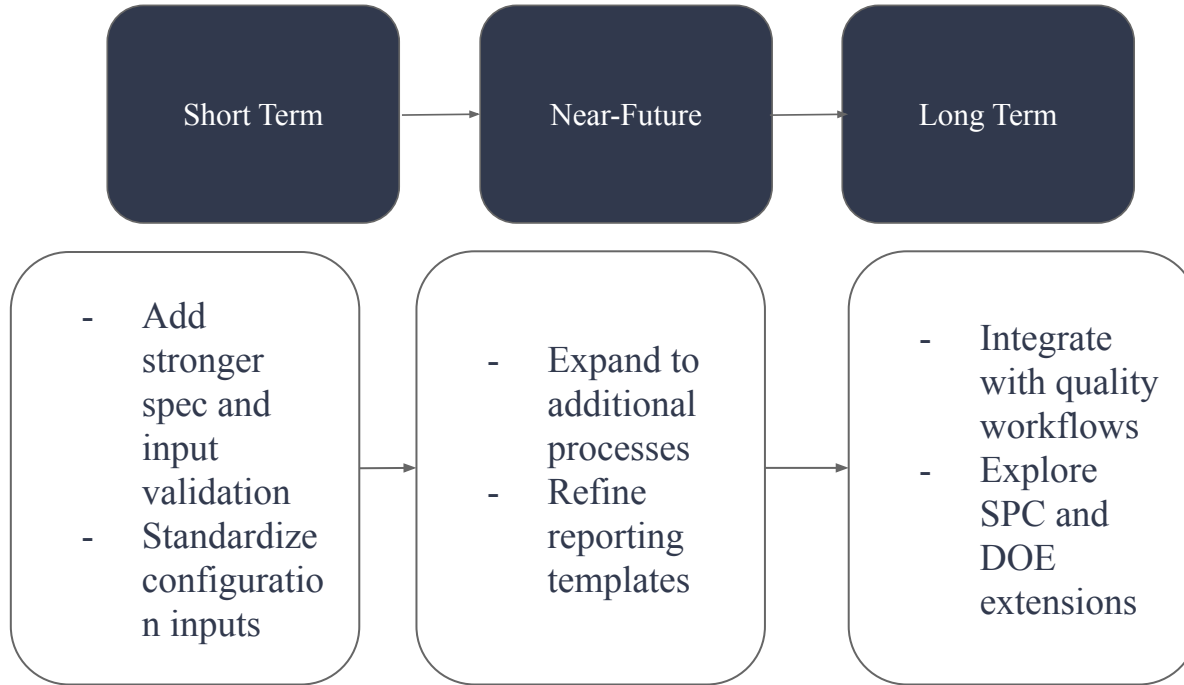 Short Term
Near-Future
Long Term
- Add
stronger
spec and
input
validation
- Standardize
configuratio
n inputs
- Expand to
additional
processes
- Refine
reporting
templates
- Integrate
with quality
workflows
- Explore
SPC and
DOE
extensions